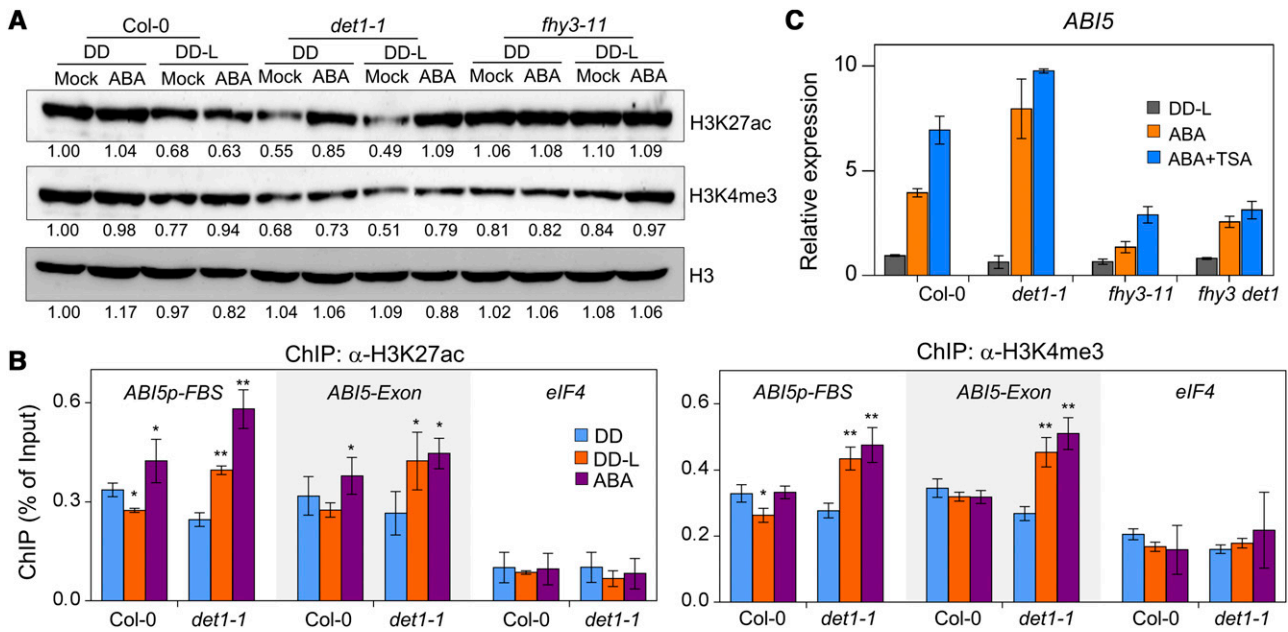 A
Col-0 det1-1 fhy3-11
DD DD-L DD DD-L DD DD-L
Mock ABA Mock ABA Mock ABA Mock ABA Mock ABA Mock ABA
H3K27ac
1.00 1.04 0.68 0.63 0.55 0.85 0.49 1.09 1.06 1.08 1.10 1.09
H3K4me3
1.00 0.98 0.77 0.94 0.68 0.73 0.51 0.79 0.81 0.82 0.84 0.97
H3
1.00 1.17 0.97 0.82 1.04 1.06 1.09 0.88 1.02 1.06 1.08 1.06
C
ABI5
Relative expression
10
5
0
DD-L
ABA
ABA+TSA
Col-0 det1-1 fhy3-11 fhy3 det1
B
ChIP: α-H3K27ac
ChIP (% of Input)
0.6
0.3
0.0
ABI5p-FBS ABI5-Exon eIF4
* * ** ** * * *
DD
DD-L
ABA
Col-0 det1-1 Col-0 det1-1 Col-0 det1-1
ChIP: α-H3K4me3
0.6
0.4
0.2
0.0
ABI5p-FBS ABI5-Exon eIF4
* ** ** ** **
Col-0 det1-1 Col-0 det1-1 Col-0 det1-1